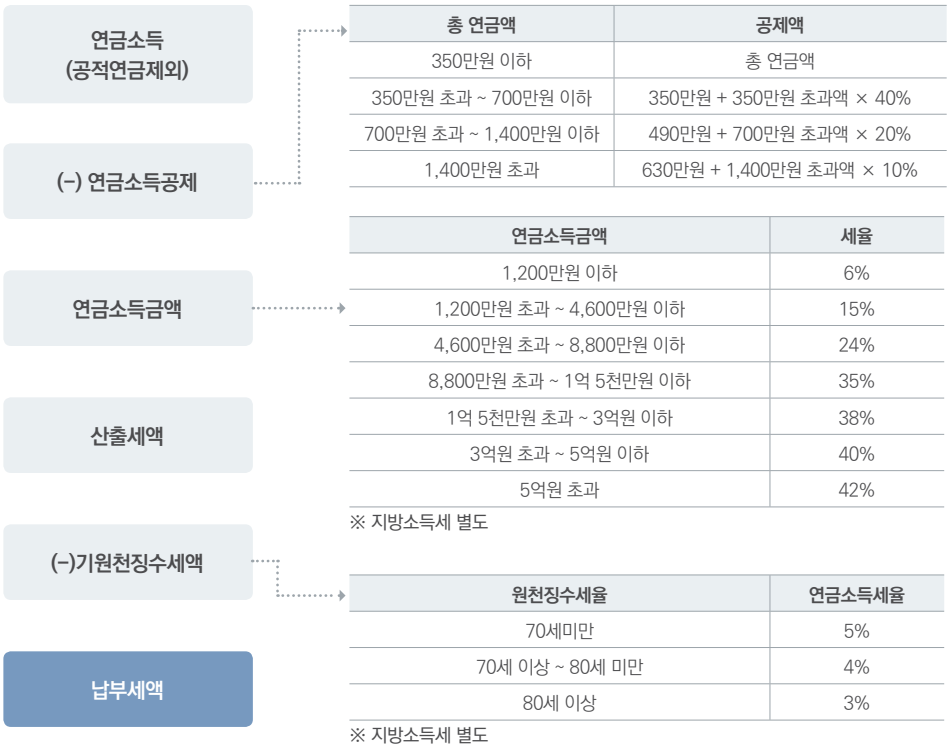 연금소득
(공적연금제외)
(-) 연금소득공제
연금소득금액
산출세액
(-)기원천징수세액
납부세액
총 연금액 공제액
350만원 이하 총 연금액
350만원 초과 ~ 700만원 이하 350만원 + 350만원 초과액 × 40%
700만원 초과 ~ 1,400만원 이하 490만원 + 700만원 초과액 × 20%
1,400만원 초과 630만원 + 1,400만원 초과액 × 10%
연금소득금액 세율
1,200만원 이하 6%
1,200만원 초과 ~ 4,600만원 이하 15%
4,600만원 초과 ~ 8,800만원 이하 24%
8,800만원 초과 ~ 1억 5천만원 이하 35%
1억 5천만원 초과 ~ 3억원 이하 38%
3억원 초과 ~ 5억원 이하 40%
5억원 초과 42%
※ 지방소득세 별도
원천징수세율 연금소득세율
70세미만 5%
70세 이상 ~ 80세 미만 4%
80세 이상 3%
※ 지방소득세 별도